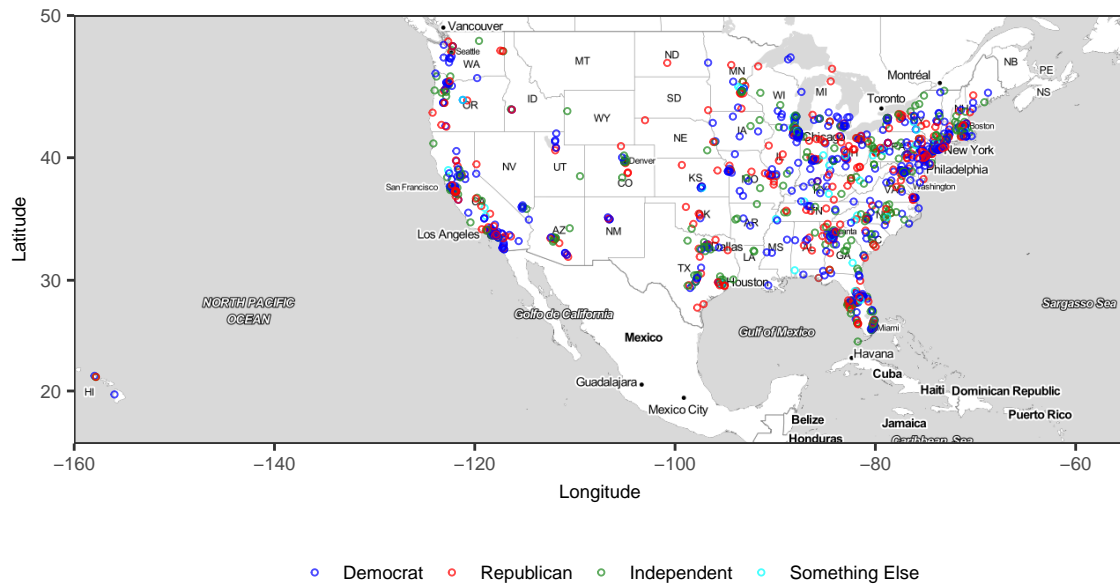 50
40
30
20
Latitude
−160
−140
−120
−100
−80
−60
Longitude
Vancouver
Seattle
WA
MT
ND
MN
Montréal
NB
PE
NS
OR
ID
SD
WI
MI
Toronto
NH
Boston
WY
IA
Chicago
New York
NE
Philadelphia
NV
UT
Denver
CO
KS
IL
Washington
San Francisco
VA
Los Angeles
AZ
NM
OK
AR
TN
Atlanta
Dallas
MS
AL
GA
TX
LA
Houston
NORTH PACIFIC
OCEAN
Golfo de California
Gulf of Mexico
Sargasso Sea
Mexico
Miami
Havana
Cuba
HI
Guadalajara
Haiti
Dominican Republic
Mexico City
Puerto Rico
Belize
Jamaica
Honduras
Caribbean Sea
Democrat
Republican
Independent
Something Else